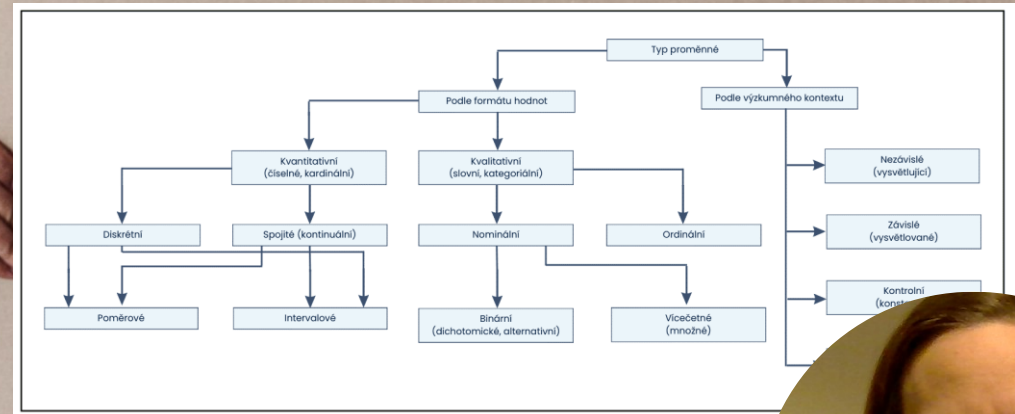 Typ proměnné
Podle formátu hodnot
Podle výzkumného kontextu
Kvantitativní
(číselné, kardinální)
Kvalitativní
(slovní, kategoriální)
Nezávislé
(vysvětlující)
Diskrétní
Spojité (kontinuální)
Nominální
Ordinální
Závislé
(vysvětlované)
Kontrolní
Poměrové
Intervalové
Binární
(dichotomické, alternativní)
Vícečetné
(množné)